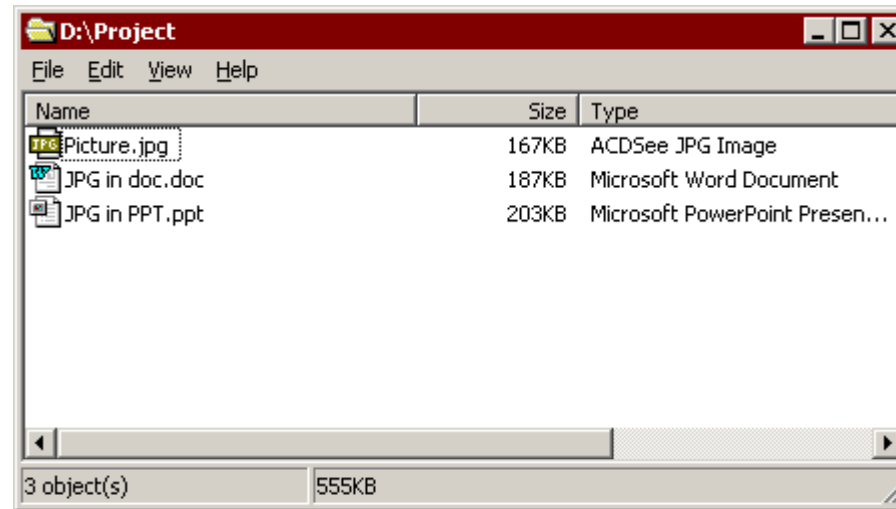 D:\Project
File Edit View Help
Name Size Type
JPG Picture.jpg 167KB ACDSee JPG Image
W JPG in doc.doc 187KB Microsoft Word Document
JPG in PPT.ppt 203KB Microsoft PowerPoint Presen...
3 object(s) 555KB